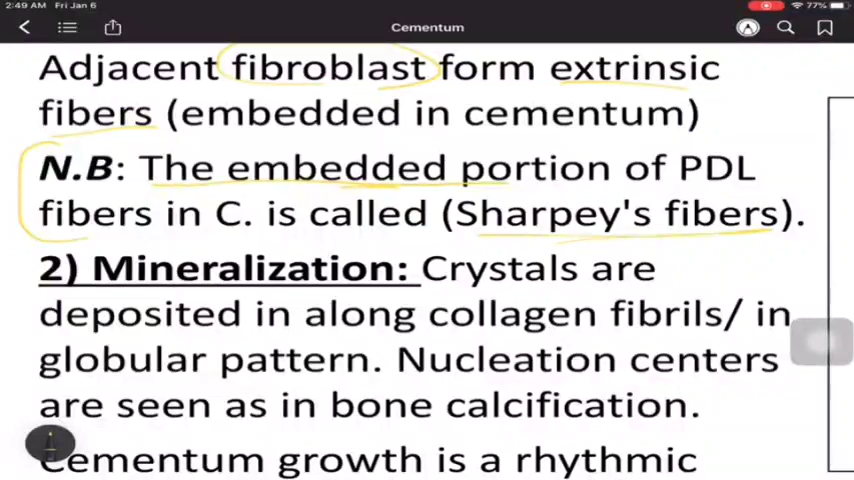 2:49 AM Fri Jan 6 77%
Cementum
Adjacent fibroblast form extrinsic
fibers (embedded in cementum)
N.B: The embedded portion of PDL
fibers in C. is called (Sharpey's fibers).
2) Mineralization: Crystals are
deposited in along collagen fibrils/ in
globular pattern. Nucleation centers
are seen as in bone calcification.
Cementum growth is a rhythmic